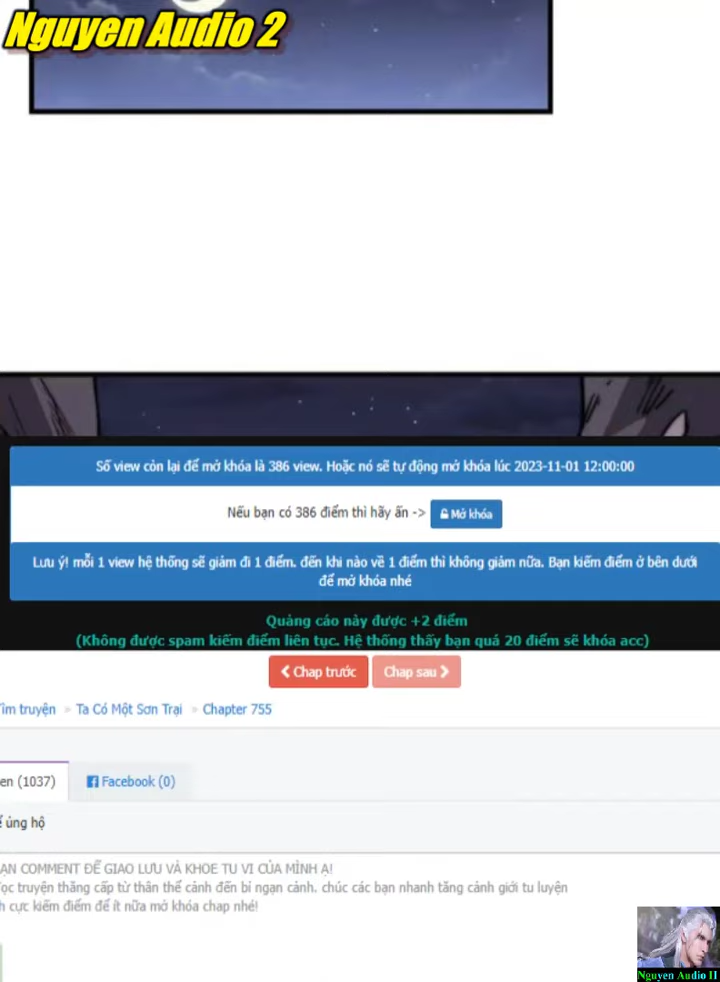 Nguyen Audio 2
Số view còn lại để mở khóa là 386 view. Hoặc nó sẽ tự động mở khóa lúc 2023-11-01 12:00:00
Nếu bạn có 386 điểm thì hãy ấn -> Mở khóa
Lưu ý! mỗi 1 view hệ thống sẽ giảm đi 1 điểm. đến khi nào về 1 điểm thì không giảm nữa. Bạn kiếm điểm ở bên dưới
để mở khóa nhé
Quảng cáo này được +2 điểm
(Không được spam kiếm điểm liên tục. Hệ thống thấy bạn quá 20 điểm sẽ khóa acc)
Chap trước Chap sau
Tìm truyện > Ta Có Một Sơn Trại > Chapter 755
en (1037) Facebook (0)
ể ủng hộ
ẠN COMMENT ĐỂ GIAO LƯU VÀ KHOE TU VI CỦA MÌNH Ạ!
ọc truyện thăng cấp từ thân thể cảnh đến bỉ ngạn cảnh. chúc các bạn nhanh tăng cảnh giới tu luyện
h cực kiếm điểm để ít nữa mở khóa chap nhé!
Nguyen Audio II